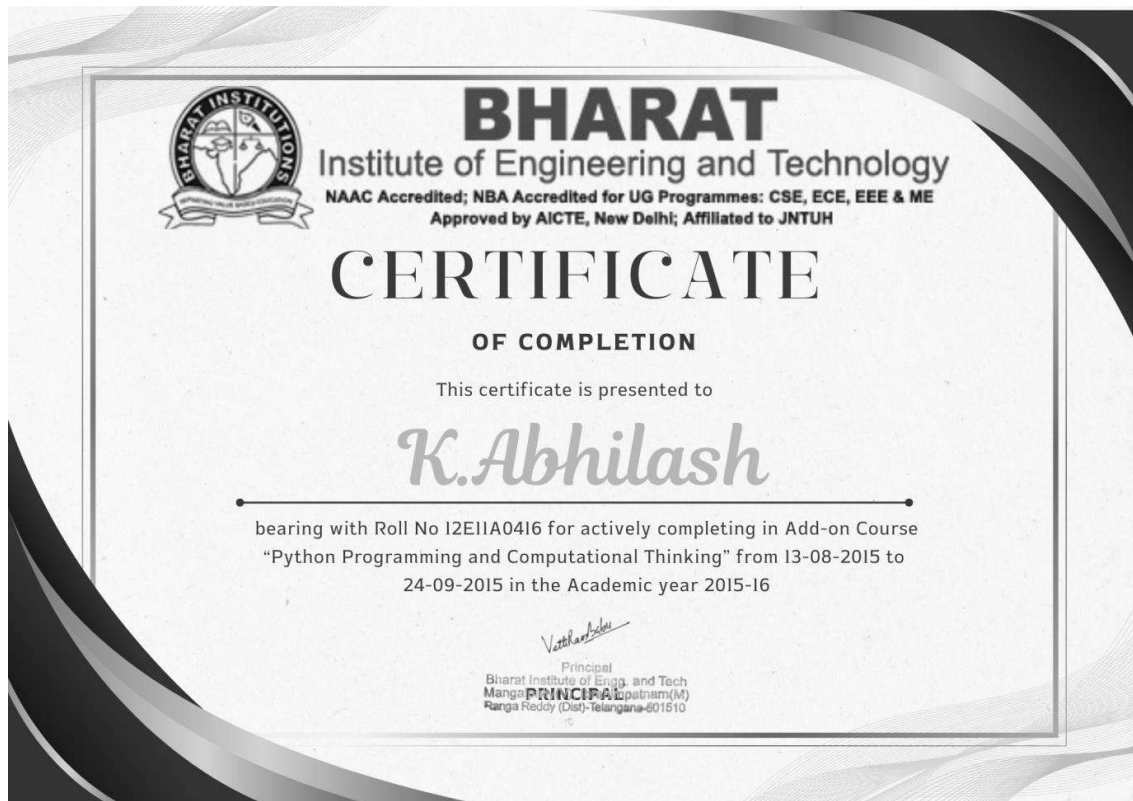 BHARAT INSTITUTIONS
BHARAT
Institute of Engineering and Technology
NAAC Accredited; NBA Accredited for UG Programmes: CSE, ECE, EEE & ME
Approved by AICTE, New Delhi; Affiliated to JNTUH
CERTIFICATE
OF COMPLETION
This certificate is presented to
K.Abhilash
bearing with Roll No 12E11A0416 for actively completing in Add-on Course
“Python Programming and Computational Thinking” from 13-08-2015 to
24-09-2015 in the Academic year 2015-16
Principal
Bharat Institute of Engg. and Tech
PRINCIPAL
Ranga Reddy (Dist)-Telangana-501510